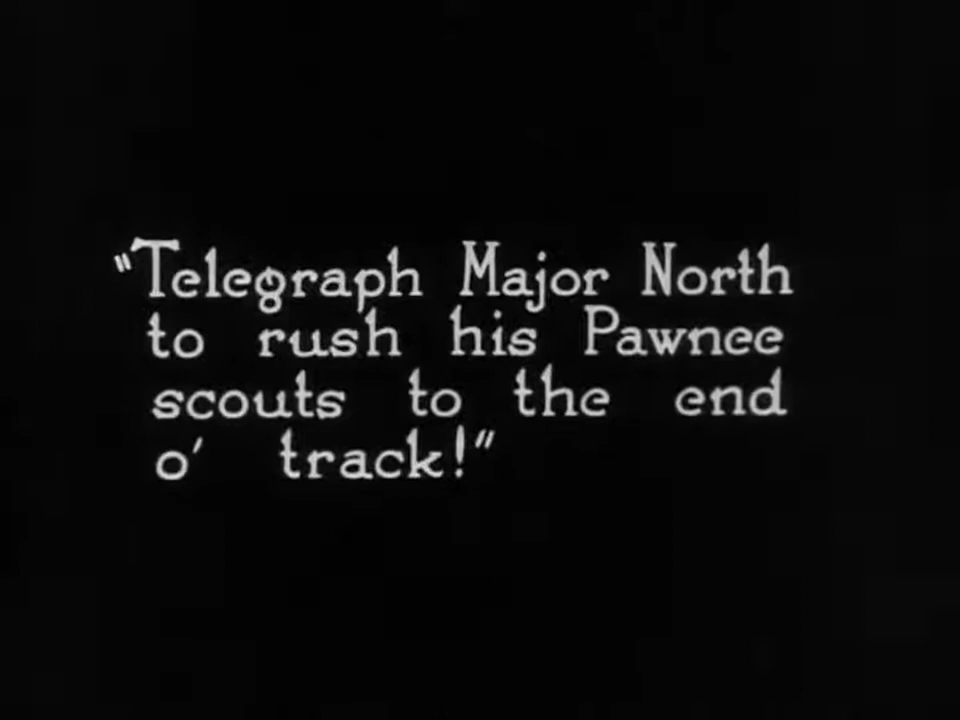 "Telegraph Major North
to rush his Pawnee
scouts to the end
o' track!"